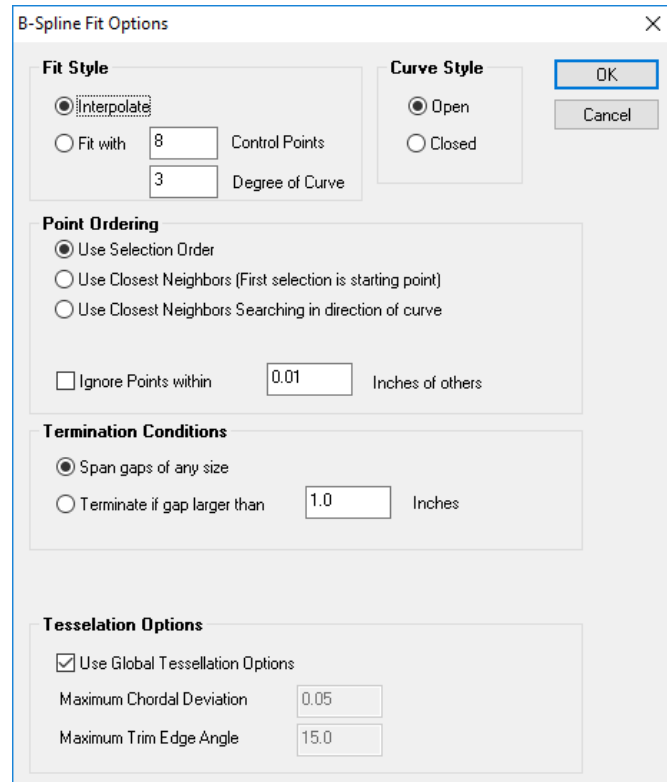 B-Spline Fit Options
Fit Style
Interpolate
Fit with 8 Control Points
3 Degree of Curve
Curve Style
Open
Closed
OK
Cancel
Point Ordering
Use Selection Order
Use Closest Neighbors (First selection is starting point)
Use Closest Neighbors Searching in direction of curve
Ignore Points within 0.01 Inches of others
Termination Conditions
Span gaps of any size
Terminate if gap larger than 1.0 Inches
Tesselation Options
Use Global Tessellation Options
Maximum Chordal Deviation 0.05
Maximum Trim Edge Angle 15.0